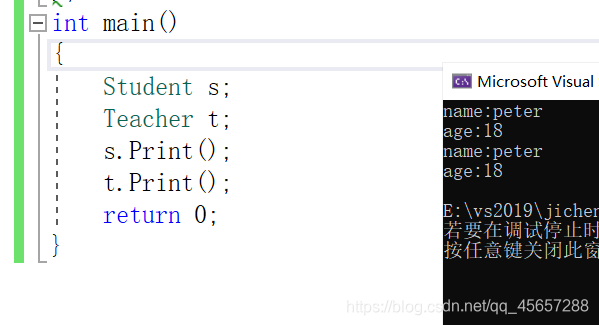 int main()
{
Student s;
Teacher t;
s.Print();
t.Print();
return 0;
}
Microsoft Visual
name:peter
age:18
name:peter
age:18
E:\vs2019\jichen
若要在调试停止时
按任意键关闭此窗
https://blog.csdn.net/qq_45657288